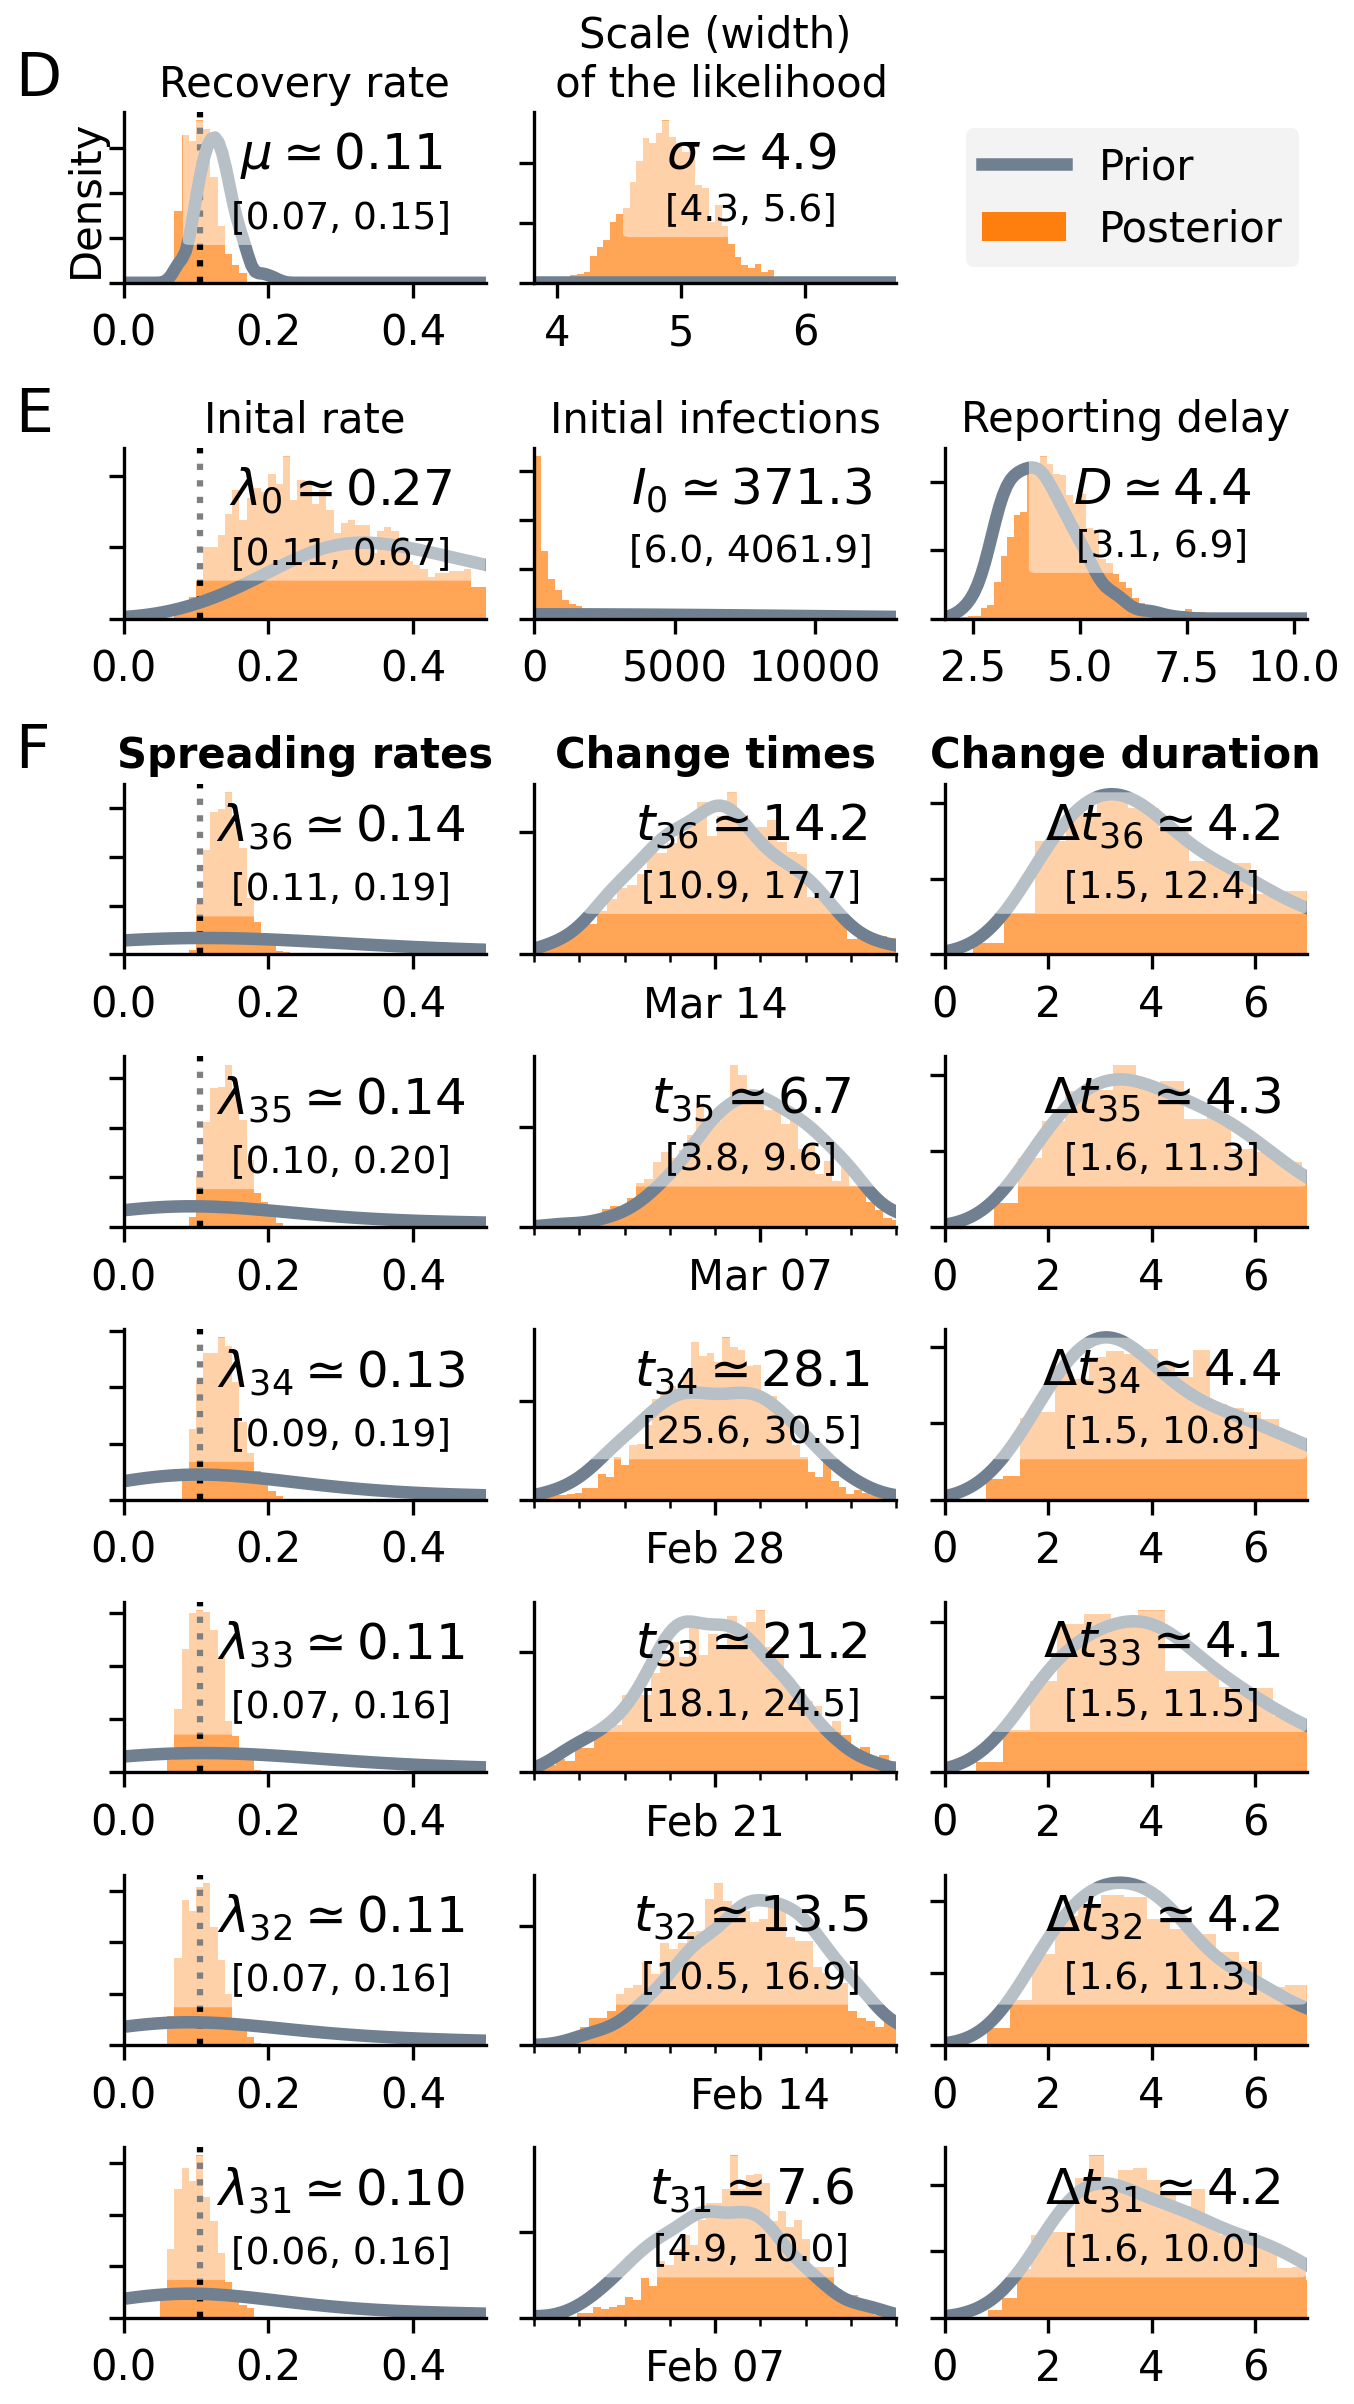 D
Recovery rate
Scale (width)
of the likelihood
Density
μ ≃ 0.11
[0.07, 0.15]
0.0 0.2 0.4
σ ≃ 4.9
[4.3, 5.6]
4 5 6
Prior
Posterior
E
Inital rate
λ0 ≃ 0.27
[0.11, 0.67]
0.0 0.2 0.4
Initial infections
I0 ≃ 371.3
[6.0, 4061.9]
0 5000 10000
Reporting delay
D ≃ 4.4
[3.1, 6.9]
2.5 5.0 7.5 10.0
F
Spreading rates
Change times
Change duration
λ36 ≃ 0.14
[0.11, 0.19]
0.0 0.2 0.4
t36 ≃ 14.2
[10.9, 17.7]
Mar 14
Δt36 ≃ 4.2
[1.5, 12.4]
0 2 4 6
λ35 ≃ 0.14
[0.10, 0.20]
0.0 0.2 0.4
t35 ≃ 6.7
[3.8, 9.6]
Mar 07
Δt35 ≃ 4.3
[1.6, 11.3]
0 2 4 6
λ34 ≃ 0.13
[0.09, 0.19]
0.0 0.2 0.4
t34 ≃ 28.1
[25.6, 30.5]
Feb 28
Δt34 ≃ 4.4
[1.5, 10.8]
0 2 4 6
λ33 ≃ 0.11
[0.07, 0.16]
0.0 0.2 0.4
t33 ≃ 21.2
[18.1, 24.5]
Feb 21
Δt33 ≃ 4.1
[1.5, 11.5]
0 2 4 6
λ32 ≃ 0.11
[0.07, 0.16]
0.0 0.2 0.4
t32 ≃ 13.5
[10.5, 16.9]
Feb 14
Δt32 ≃ 4.2
[1.6, 11.3]
0 2 4 6
λ31 ≃ 0.10
[0.06, 0.16]
0.0 0.2 0.4
t31 ≃ 7.6
[4.9, 10.0]
Feb 07
Δt31 ≃ 4.2
[1.6, 10.0]
0 2 4 6